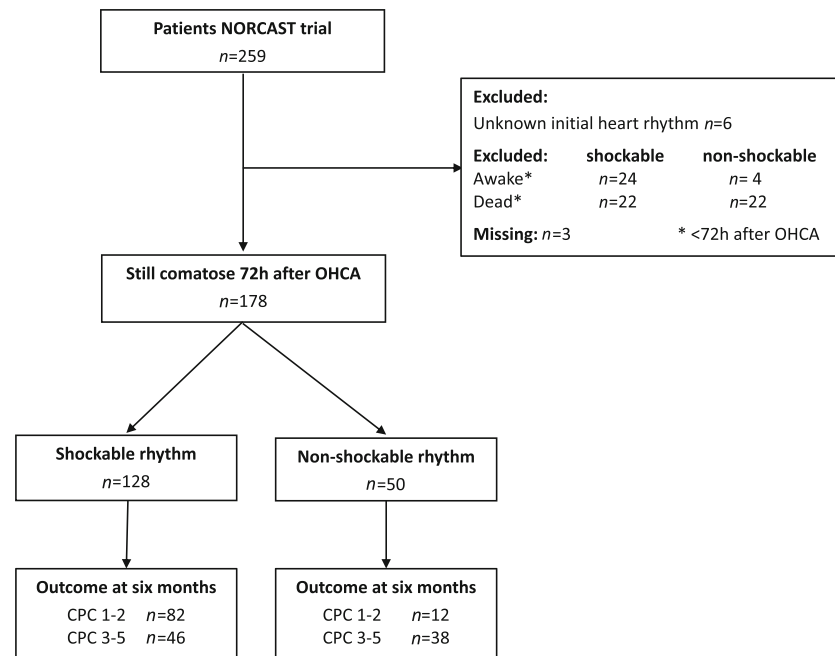 Patients NORCAST trial
n=259
Excluded:
Unknown initial heart rhythm n=6
Excluded: shockable non-shockable
Awake* n=24 n= 4
Dead* n=22 n=22
Missing: n=3 * <72h after OHCA
Still comatose 72h after OHCA
n=178
Shockable rhythm
n=128
Non-shockable rhythm
n=50
Outcome at six months
CPC 1-2 n=82
CPC 3-5 n=46
Outcome at six months
CPC 1-2 n=12
CPC 3-5 n=38